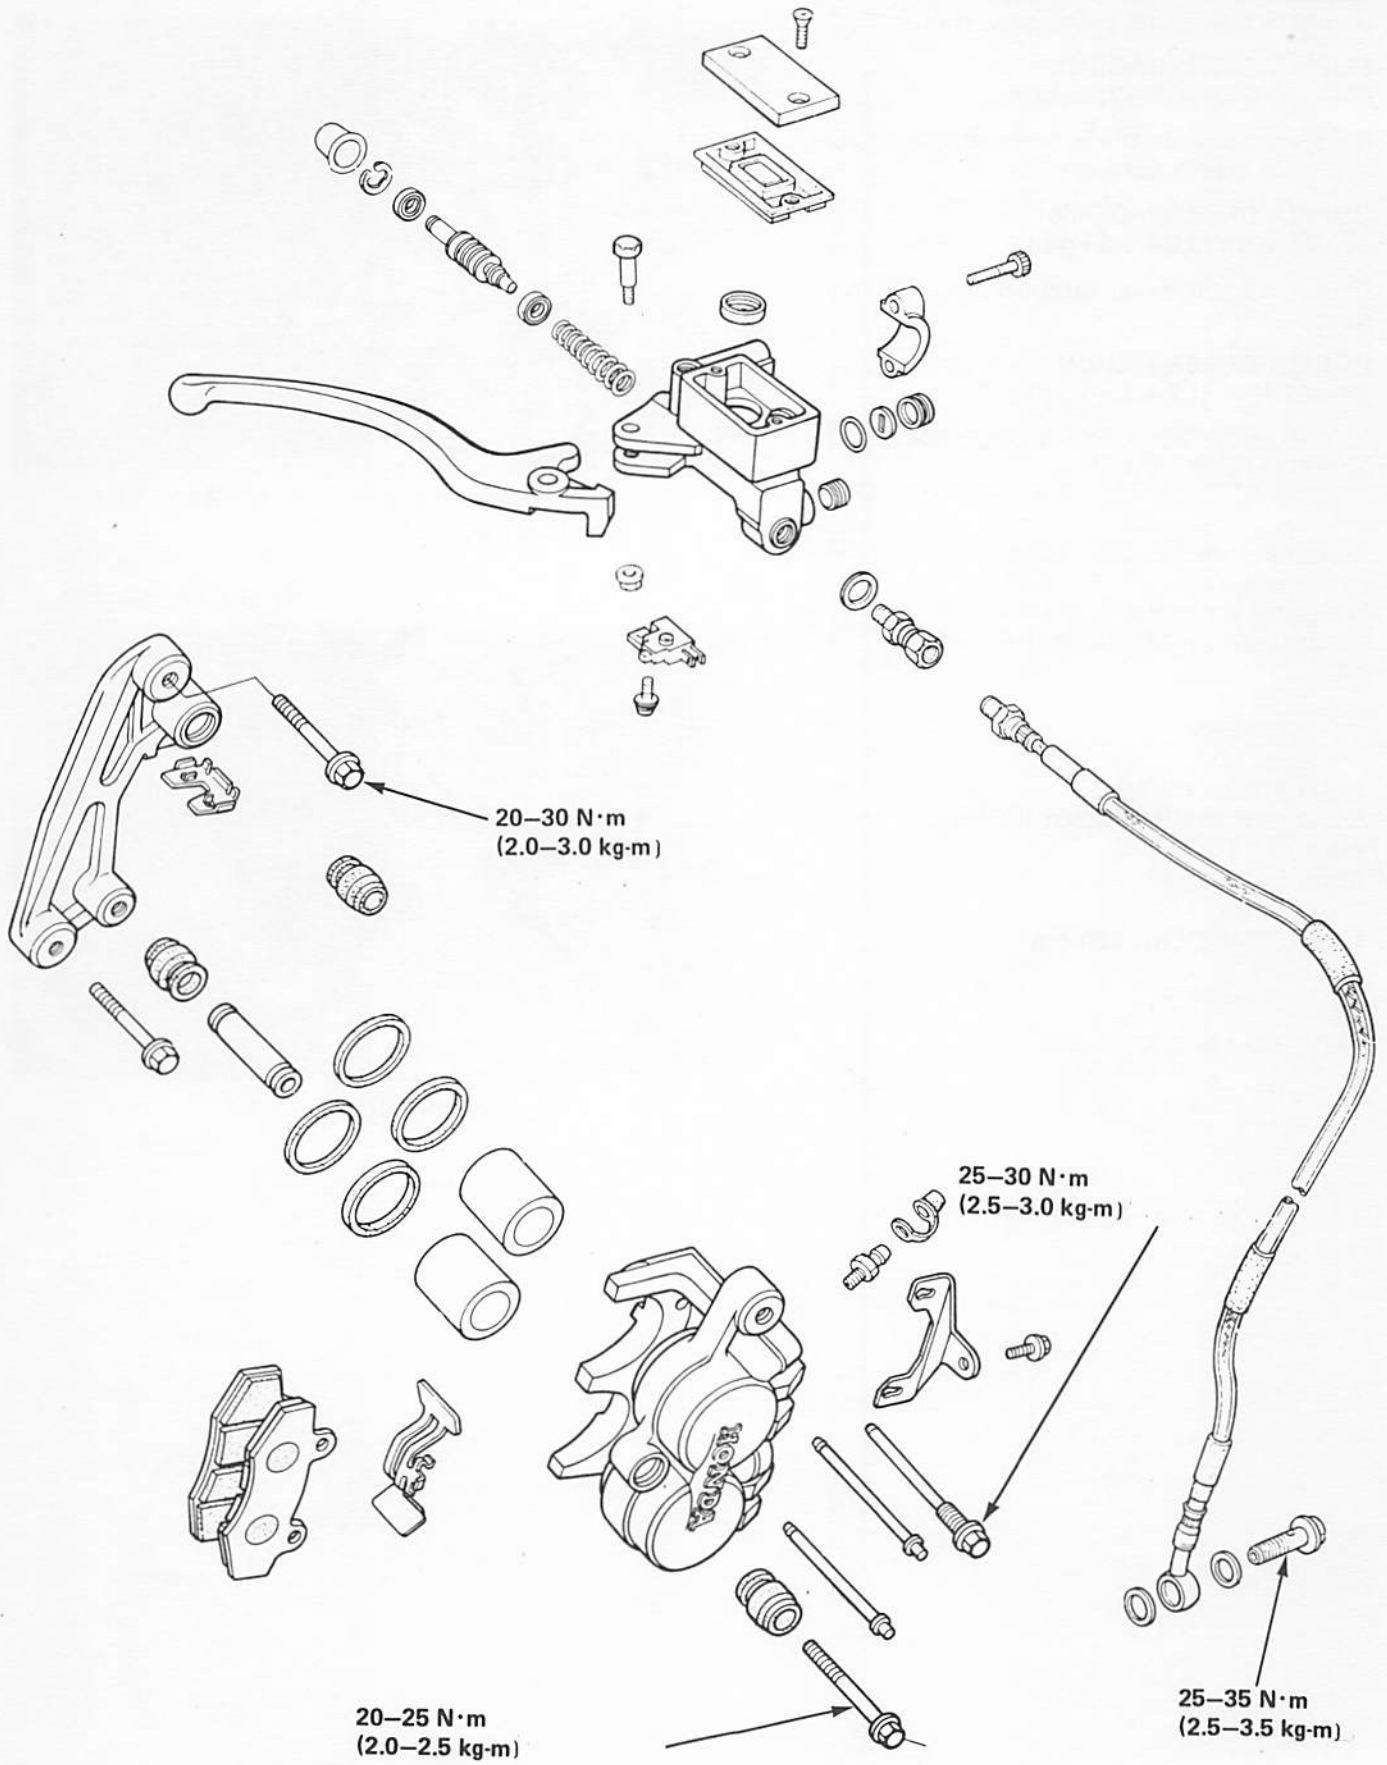 20–30 N·m
(2.0–3.0 kg-m)
25–30 N·m
(2.5–3.0 kg-m)
HONDA
20–25 N·m
(2.0–2.5 kg-m)
25–35 N·m
(2.5–3.5 kg-m)